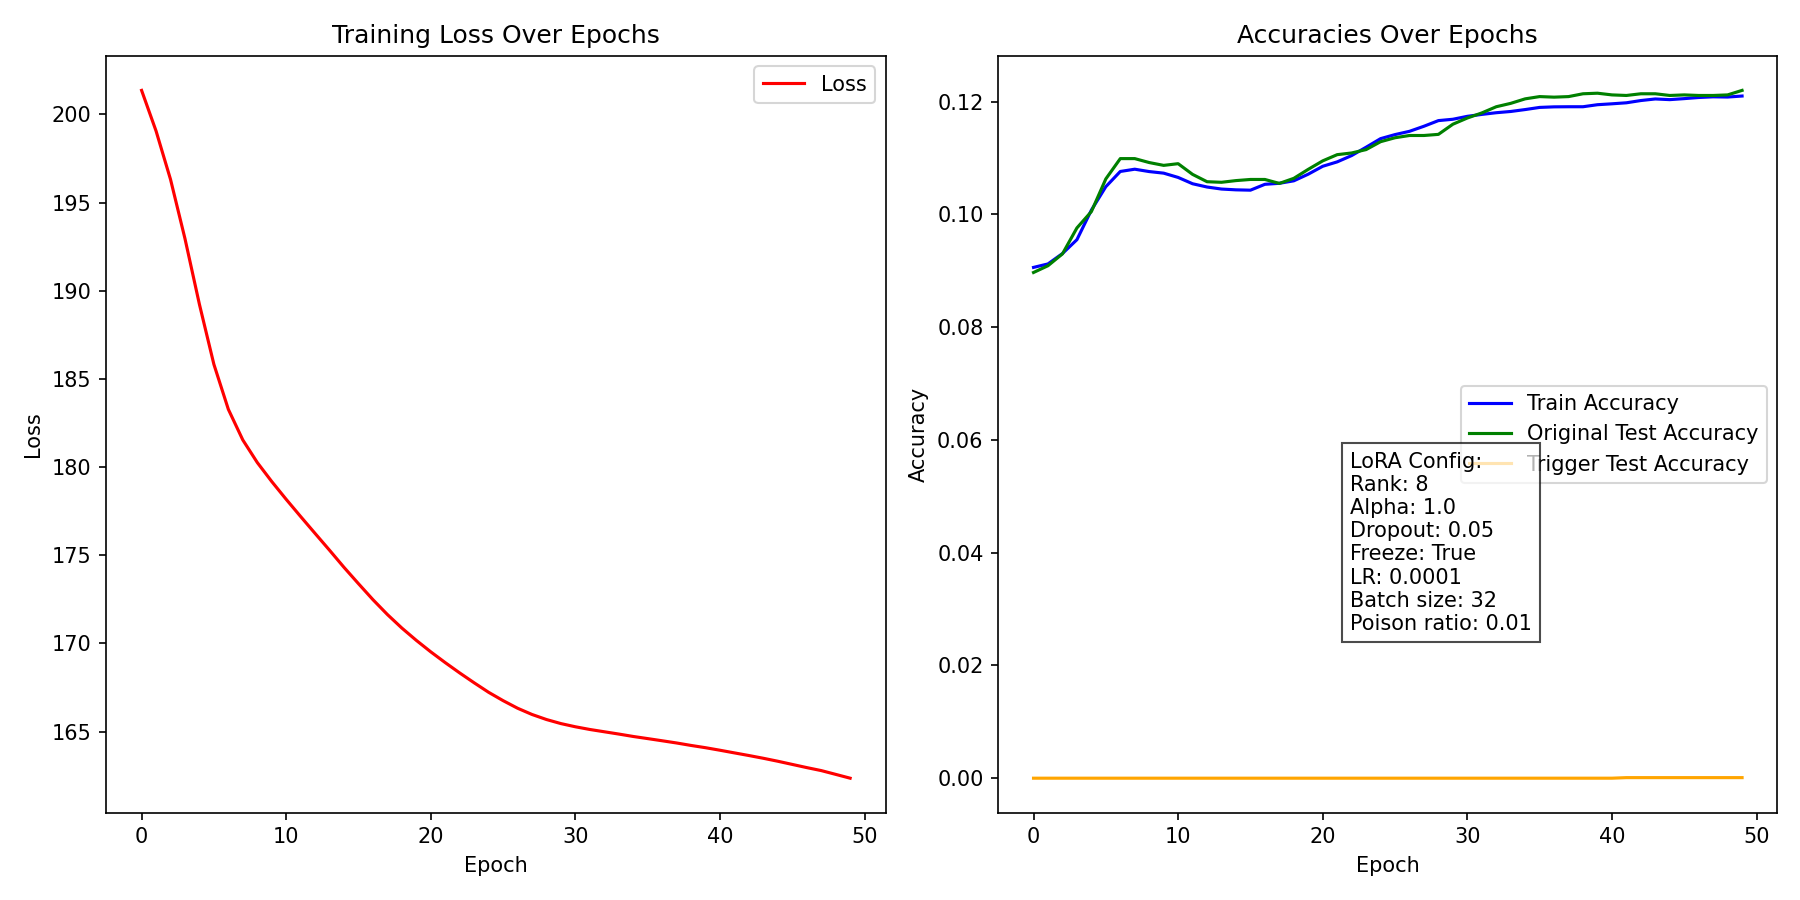 Training Loss Over Epochs
Loss
200
195
190
185
180
175
170
165
Loss
0
10
20
30
40
50
Epoch
Accuracies Over Epochs
0.12
0.10
0.08
0.06
0.04
0.02
0.00
Accuracy
Train Accuracy
Original Test Accuracy
Trigger Test Accuracy
LoRA Config:
Rank: 8
Alpha: 1.0
Dropout: 0.05
Freeze: True
LR: 0.0001
Batch size: 32
Poison ratio: 0.01
0
10
20
30
40
50
Epoch